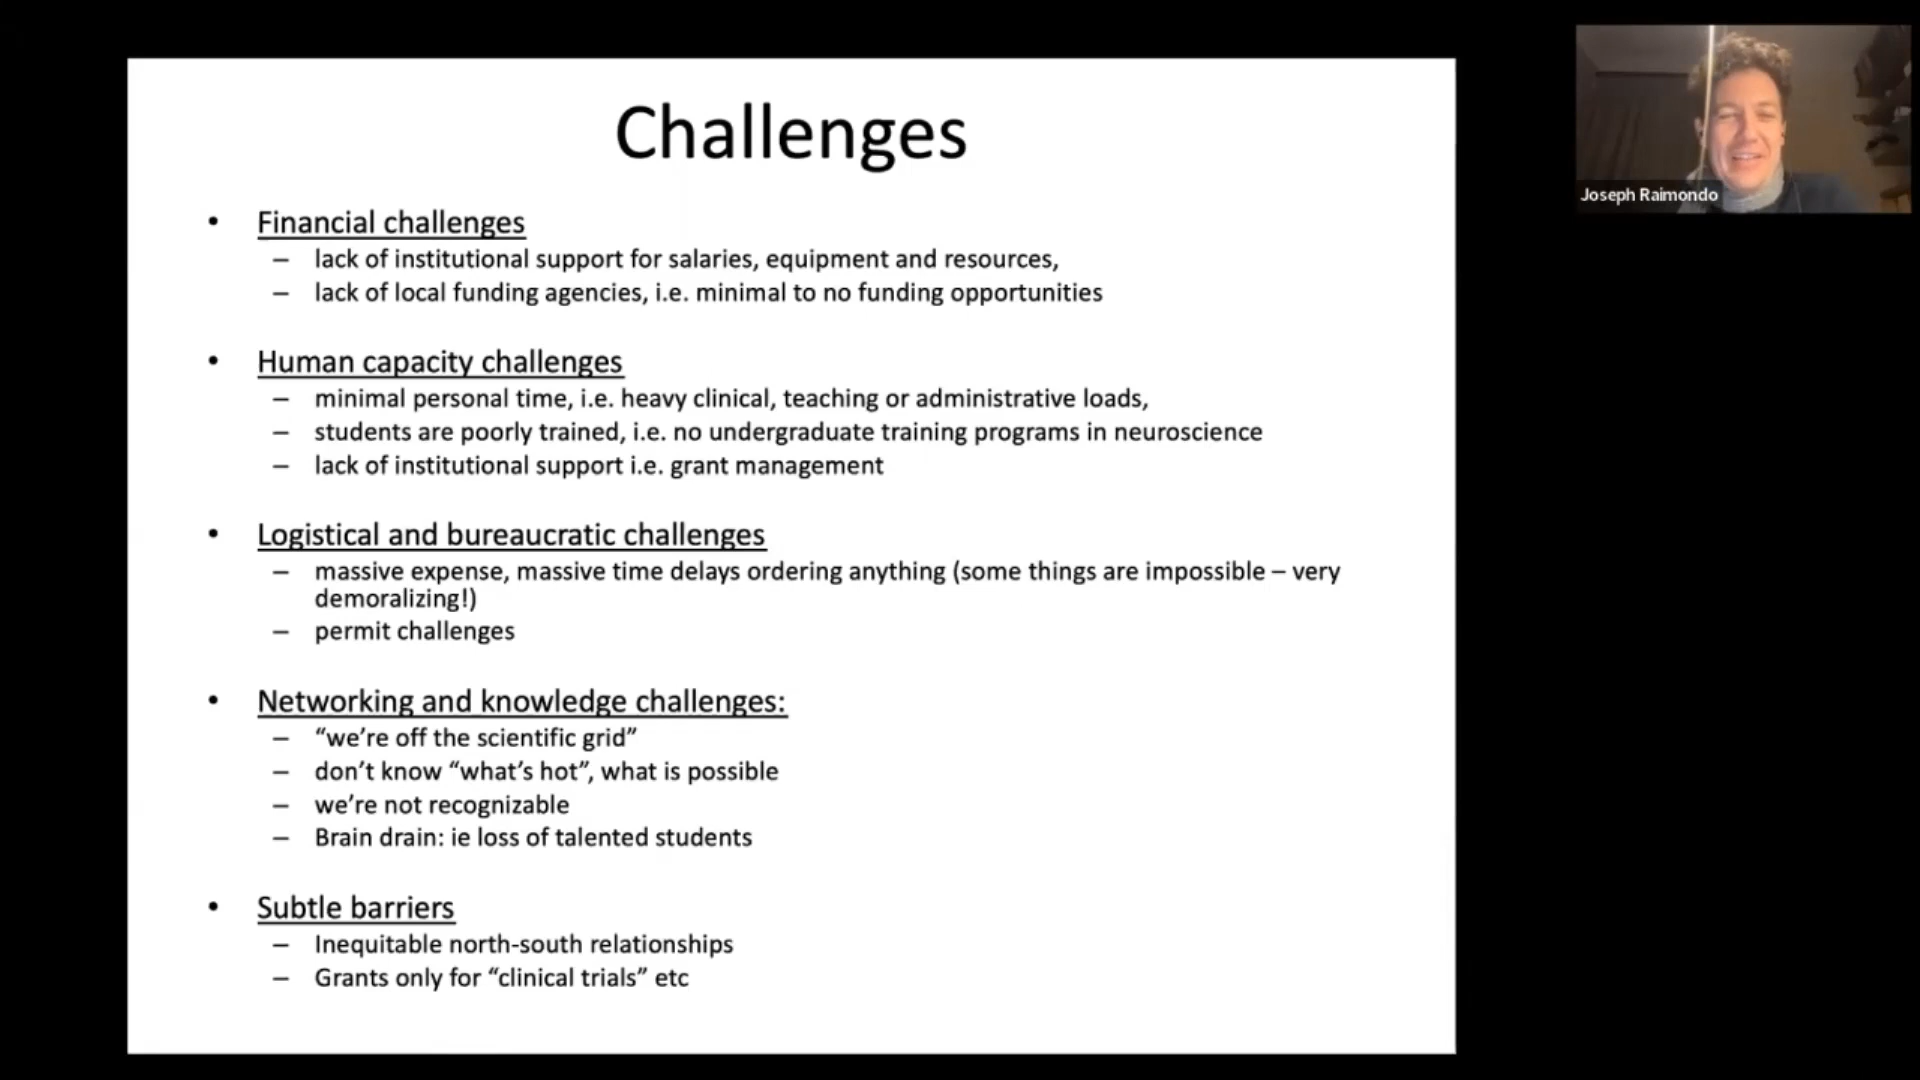 Challenges
• Financial challenges
– lack of institutional support for salaries, equipment and resources,
– lack of local funding agencies, i.e. minimal to no funding opportunities
• Human capacity challenges
– minimal personal time, i.e. heavy clinical, teaching or administrative loads,
– students are poorly trained, i.e. no undergraduate training programs in neuroscience
– lack of institutional support i.e. grant management
• Logistical and bureaucratic challenges
– massive expense, massive time delays ordering anything (some things are impossible – very
demoralizing!)
– permit challenges
• Networking and knowledge challenges:
– “we’re off the scientific grid”
– don’t know “what’s hot”, what is possible
– we’re not recognizable
– Brain drain: ie loss of talented students
• Subtle barriers
– Inequitable north-south relationships
– Grants only for “clinical trials” etc
Joseph Raimondo